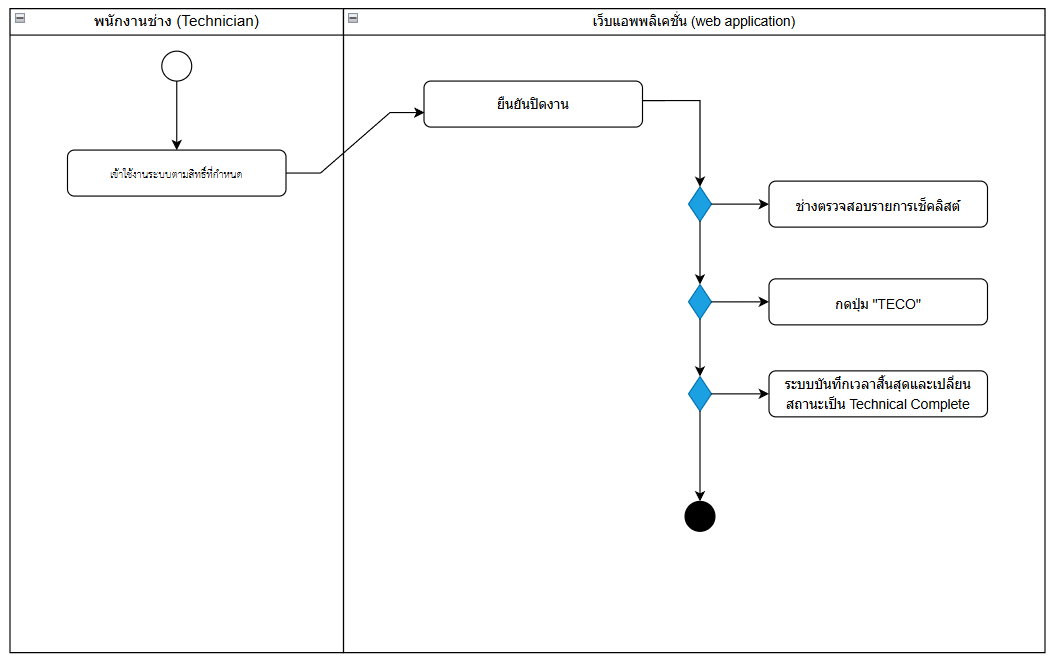 พนักงานช่าง (Technician)
เว็บแอพพลิเคชั่น (web application)
ยืนยันปิดงาน
เข้าใช้งานระบบตามสิทธิ์ที่กำหนด
ช่างตรวจสอบรายการเช็คลิสต์
กดปุ่ม "TECO"
ระบบบันทึกเวลาสิ้นสุดและเปลี่ยน
สถานะเป็น Technical Complete